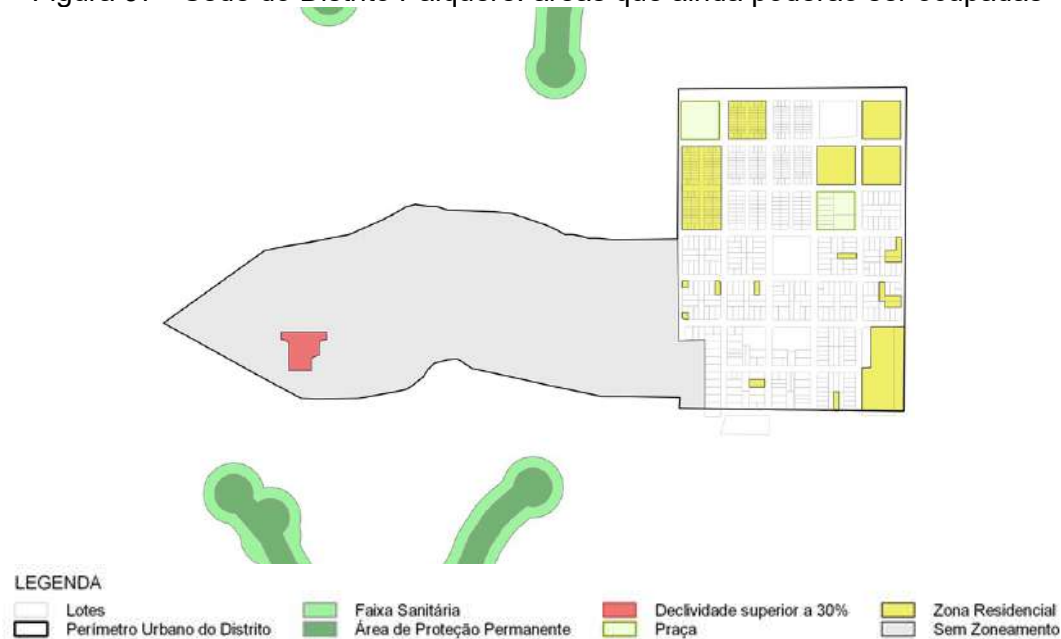 LEGENDA
Lotes
Perímetro Urbano do Distrito
Faixa Sanitária
Área de Proteção Permanente
Declividade superior a 30%
Praça
Zona Residencial
Sem Zoneamento